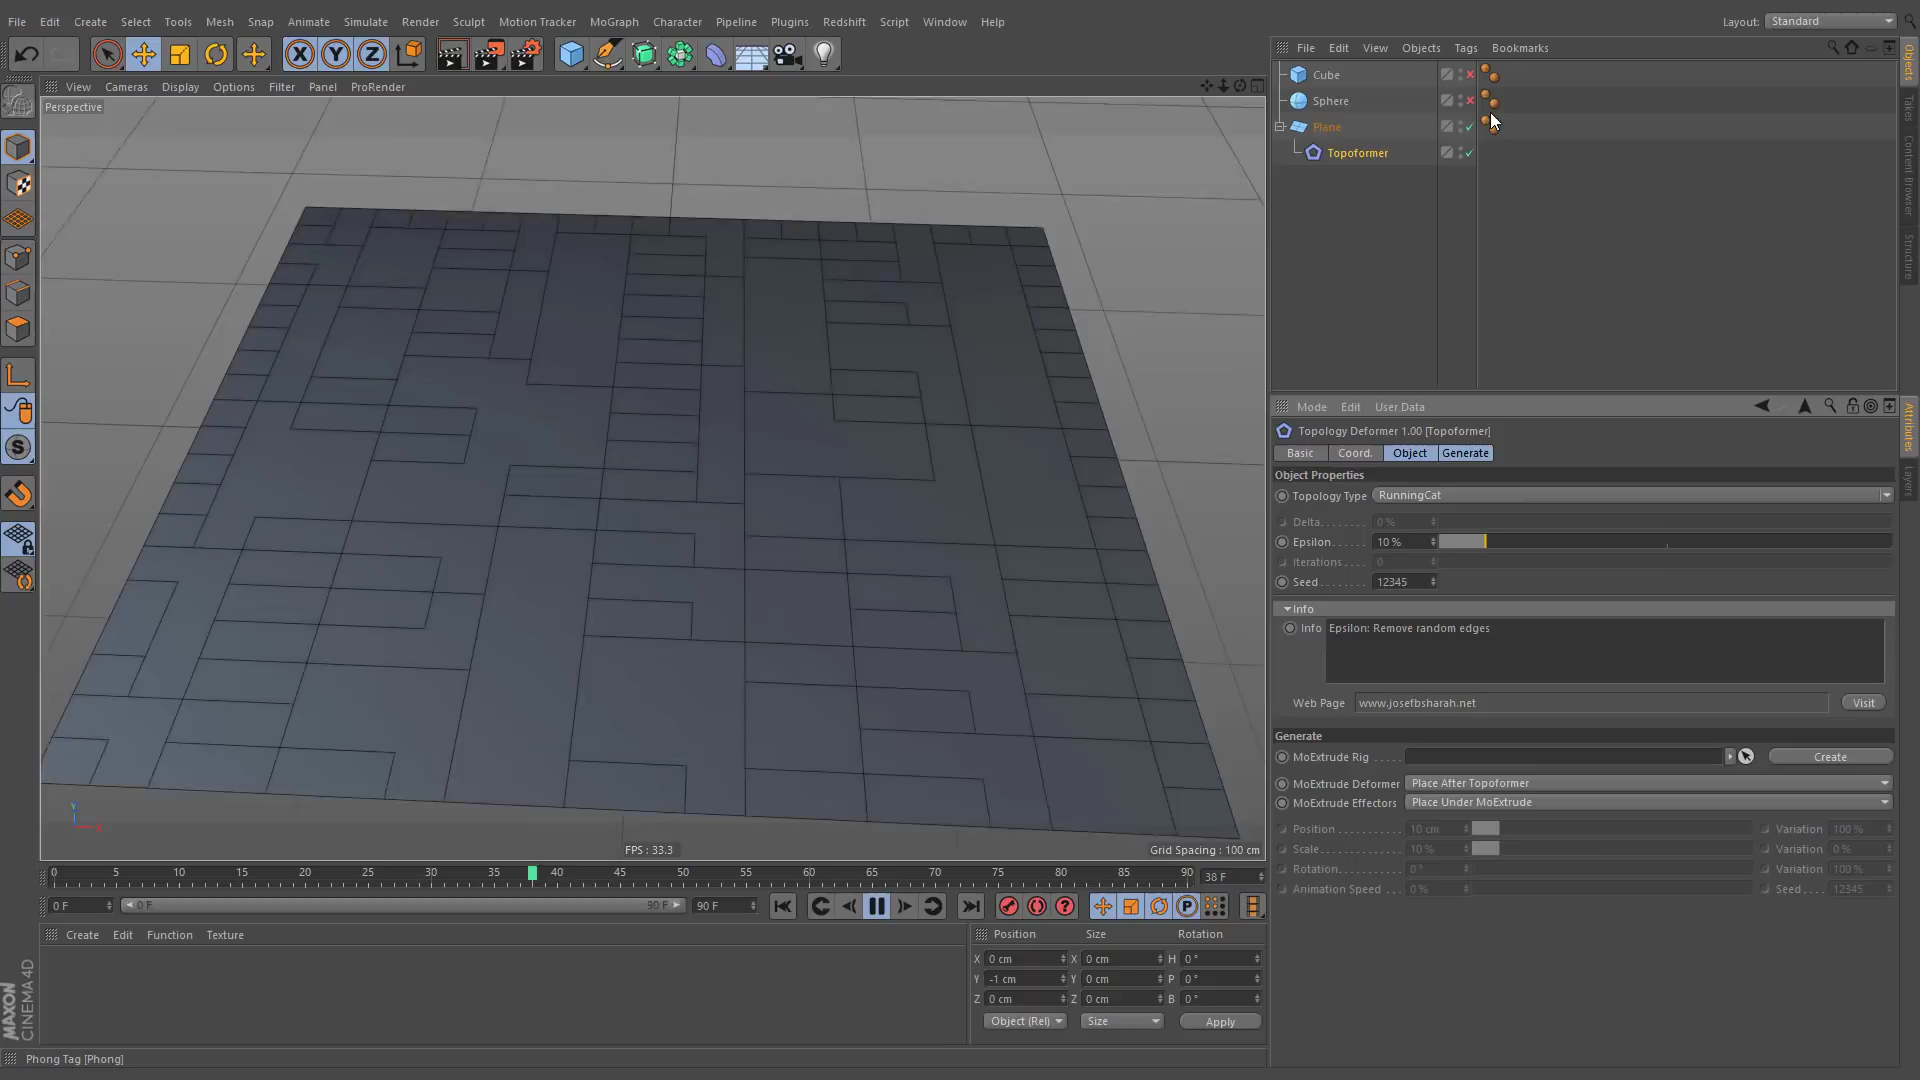 File Edit Create Select Tools Mesh Snap Animate Simulate Render Sculpt Motion Tracker MoGraph Character Pipeline Plugins Redshift Script Window Help
Layout: Standard
View Cameras Display Options Filter Panel ProRender
Perspective
FPS : 33.3
Grid Spacing : 100 cm
0 5 10 15 20 25 30 35 40 45 50 55 60 65 70 75 80 85 90
38 F
0 F
0 F
90 F
90 F
Create Edit Function Texture
Position Size Rotation
X 0 cm X 0 cm H 0 °
Y -1 cm Y 0 cm P 0 °
Z 0 cm Z 0 cm B 0 °
Object (Rel) Size Apply
MAXON
CINEMA 4D
Phong Tag [Phong]
File Edit View Objects Tags Bookmarks
Cube
Sphere
Plane
Topoformer
Objects
Takes
Content Browser
Structure
Mode Edit User Data
Topology Deformer 1.00 [Topoformer]
Basic Coord. Object Generate
Object Properties
Topology Type RunningCat
Delta........ 0 %
Epsilon...... 10 %
Iterations... 0
Seed........ 12345
Info
Info Epsilon: Remove random edges
Web Page www.josefbsharah.net Visit
Generate
MoExtrude Rig ..... Create
MoExtrude Deformer Place After Topoformer
MoExtrude Effectors Place Under MoExtrude
Position........... 10 cm Variation 100 %
Scale............. 10 % Variation 0 %
Rotation.......... 0 ° Variation 100 %
Animation Speed .. 0 % Seed... 12345
Attributes
Layers